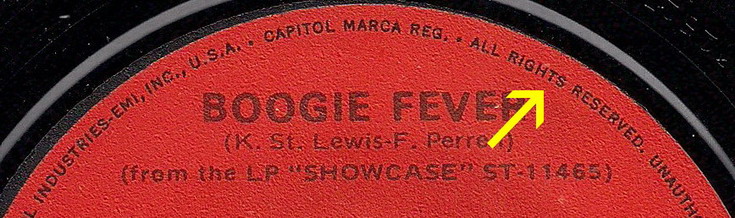 INDUSTRIES-EMI, INC., U.S.A. • CAPITOL MARCA REG. • ALL RIGHTS RESERVED.
BOOGIE FEVER
(K. St. Lewis-F. Perren)
(from the LP "SHOWCASE" ST-11465)